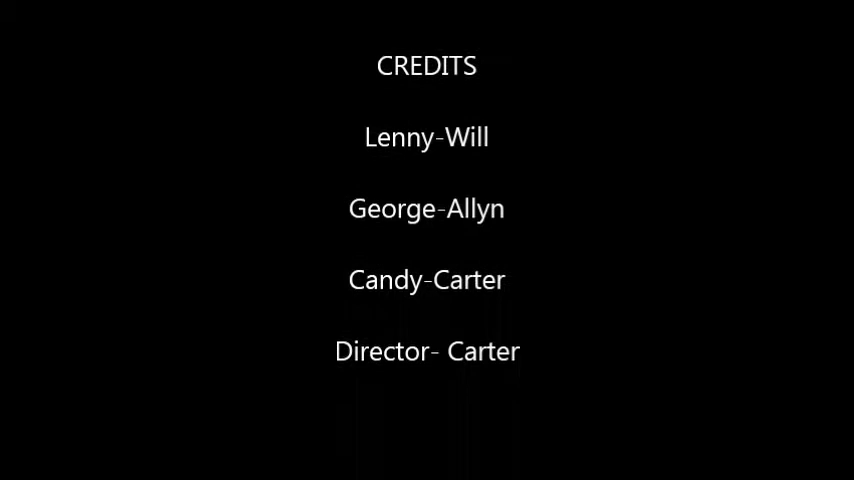 CREDITS
Lenny-Will
George-Allyn
Candy-Carter
Director- Carter